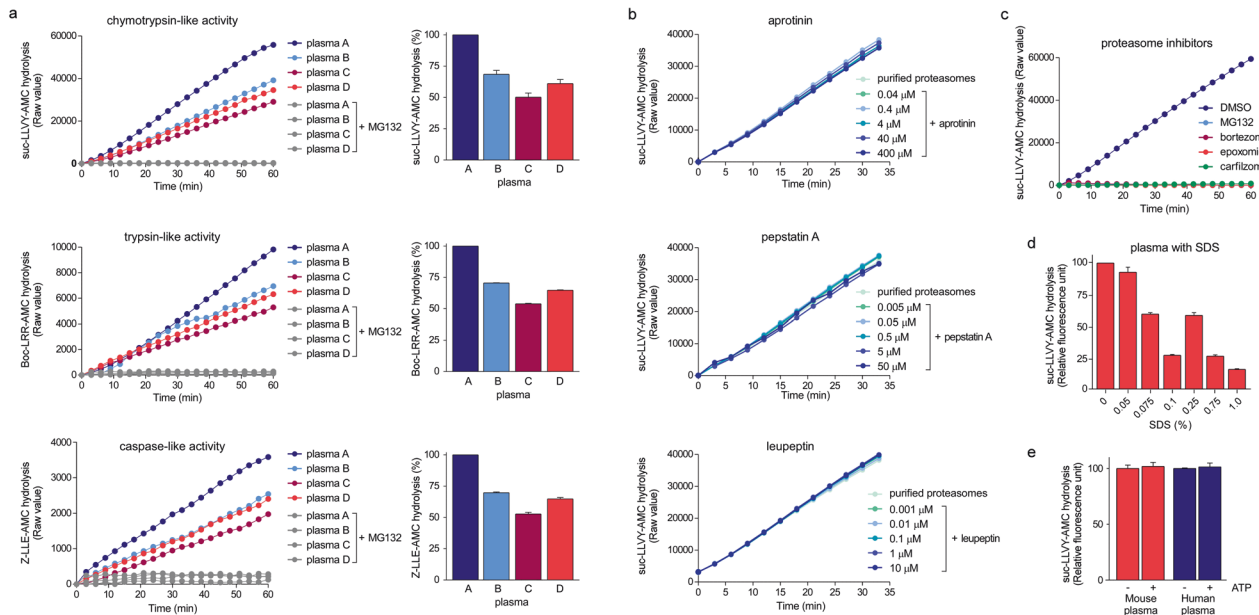 a
chymotrypsin-like activity
suc-LLVY-AMC hydrolysis
(Raw value)
60000
40000
20000
0
0 10 20 30 40 50 60
Time (min)
plasma A
plasma B
plasma C
plasma D
plasma A
plasma B
plasma C
plasma D
+ MG132
suc-LLVY-AMC hydrolysis (%)
100
75
50
25
0
A B C D
plasma
trypsin-like activity
Boc-LRR-AMC hydrolysis
(Raw value)
10000
8000
6000
4000
2000
0
0 10 20 30 40 50 60
Time (min)
plasma A
plasma B
plasma C
plasma D
plasma A
plasma B
plasma C
plasma D
+ MG132
Boc-LRR-AMC hydrolysis (%)
100
75
50
25
0
A B C D
plasma
caspase-like activity
Z-LLE-AMC hydrolysis
(Raw value)
4000
3000
2000
1000
0
0 10 20 30 40 50 60
Time (min)
plasma A
plasma B
plasma C
plasma D
plasma A
plasma B
plasma C
plasma D
+ MG132
Z-LLE-AMC hydrolysis (%)
100
75
50
25
0
A B C D
plasma
b
aprotinin
suc-LLVY-AMC hydrolysis
(Raw value)
40000
30000
20000
10000
0
0 5 10 15 20 25 30 35
Time (min)
purified proteasomes
0.04 µM
0.4 µM
4 µM
40 µM
400 µM
+ aprotinin
pepstatin A
suc-LLVY-AMC hydrolysis
(Raw value)
40000
30000
20000
10000
0
0 5 10 15 20 25 30 35
Time (min)
purified proteasomes
0.005 µM
0.05 µM
0.5 µM
5 µM
50 µM
+ pepstatin A
leupeptin
suc-LLVY-AMC hydrolysis
(Raw value)
40000
30000
20000
10000
0
0 5 10 15 20 25 30 35
Time (min)
purified proteasomes
0.001 µM
0.01 µM
0.1 µM
1 µM
10 µM
+ leupeptin
c
proteasome inhibitors
suc-LLVY-AMC hydrolysis (Raw value)
60000
40000
20000
0
0 10 20 30 40 50 60
Time (min)
DMSO
MG132
bortezon
epoxomi
carfilzon
d
plasma with SDS
suc-LLVY-AMC hydrolysis
(Relative fluorescence unit)
100
75
50
25
0
0 0.05 0.075 0.1 0.25 0.75 1.0
SDS (%)
e
suc-LLVY-AMC hydrolysis
(Relative fluorescence unit)
100
50
0
- + - + ATP
Mouse
plasma
Human
plasma